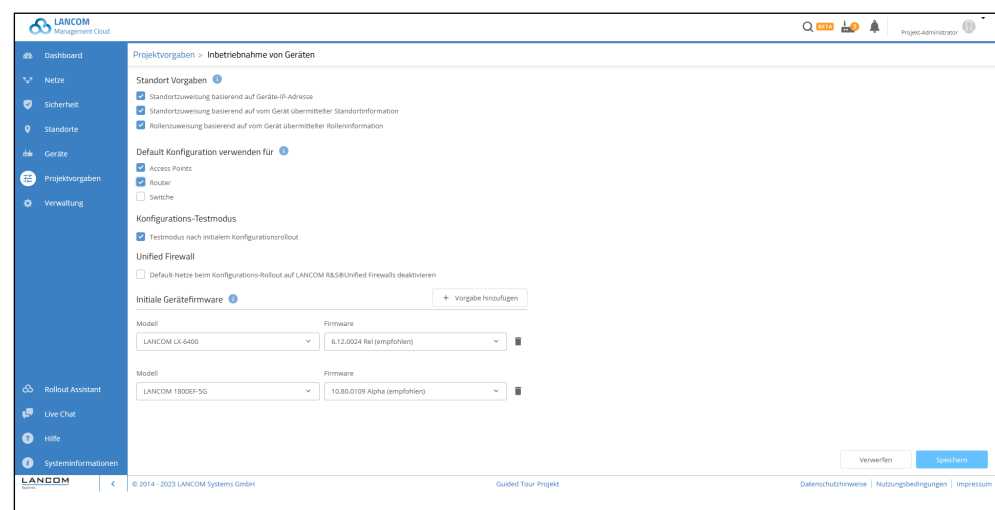 LANCOM
Management Cloud
BETA
Projekt-Administrator
Dashboard
Netze
Sicherheit
Standorte
Geräte
Projektvorgaben
Verwaltung
Rollout Assistant
Live Chat
Hilfe
Systeminformationen
Projektvorgaben > Inbetriebnahme von Geräten
Standort Vorgaben
Standortzuweisung basierend auf Geräte-IP-Adresse
Standortzuweisung basierend auf vom Gerät übermittelter Standortinformation
Rollenzuweisung basierend auf vom Gerät übermittelter Rolleninformation
Default Konfiguration verwenden für
Access Points
Router
Switche
Konfigurations-Testmodus
Testmodus nach initialem Konfigurationsrollout
Unified Firewall
Default-Netze beim Konfigurations-Rollout auf LANCOM R&S®Unified Firewalls deaktivieren
Initiale Gerätefirmware
+ Vorgabe hinzufügen
Modell Firmware
LANCOM LX-6400 6.12.0024 Rel (empfohlen)
Modell Firmware
LANCOM 1800EF-5G 10.80.0109 Alpha (empfohlen)
Verwerfen Speichern
LANCOM
Systems
© 2014 - 2023 LANCOM Systems GmbH Guided Tour Projekt Datenschutzhinweise | Nutzungsbedingungen | Impressum